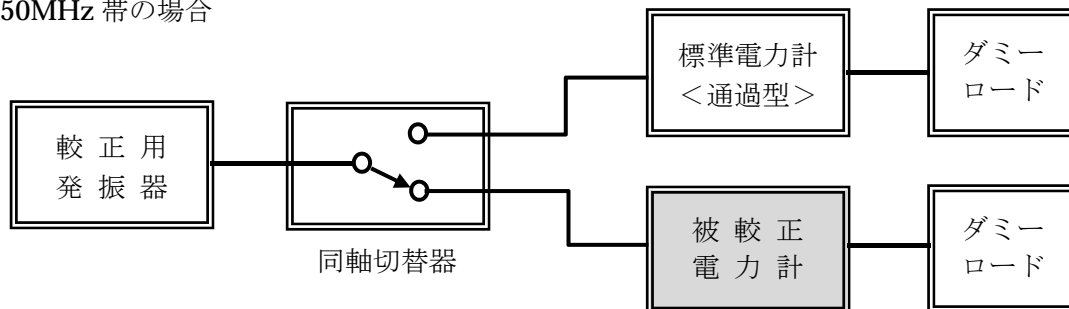 50MHz 帯の場合
標準電力計
＜通過型＞
ダミー
ロード
較正用
発振器
同軸切替器
被較正
電力計
ダミー
ロード